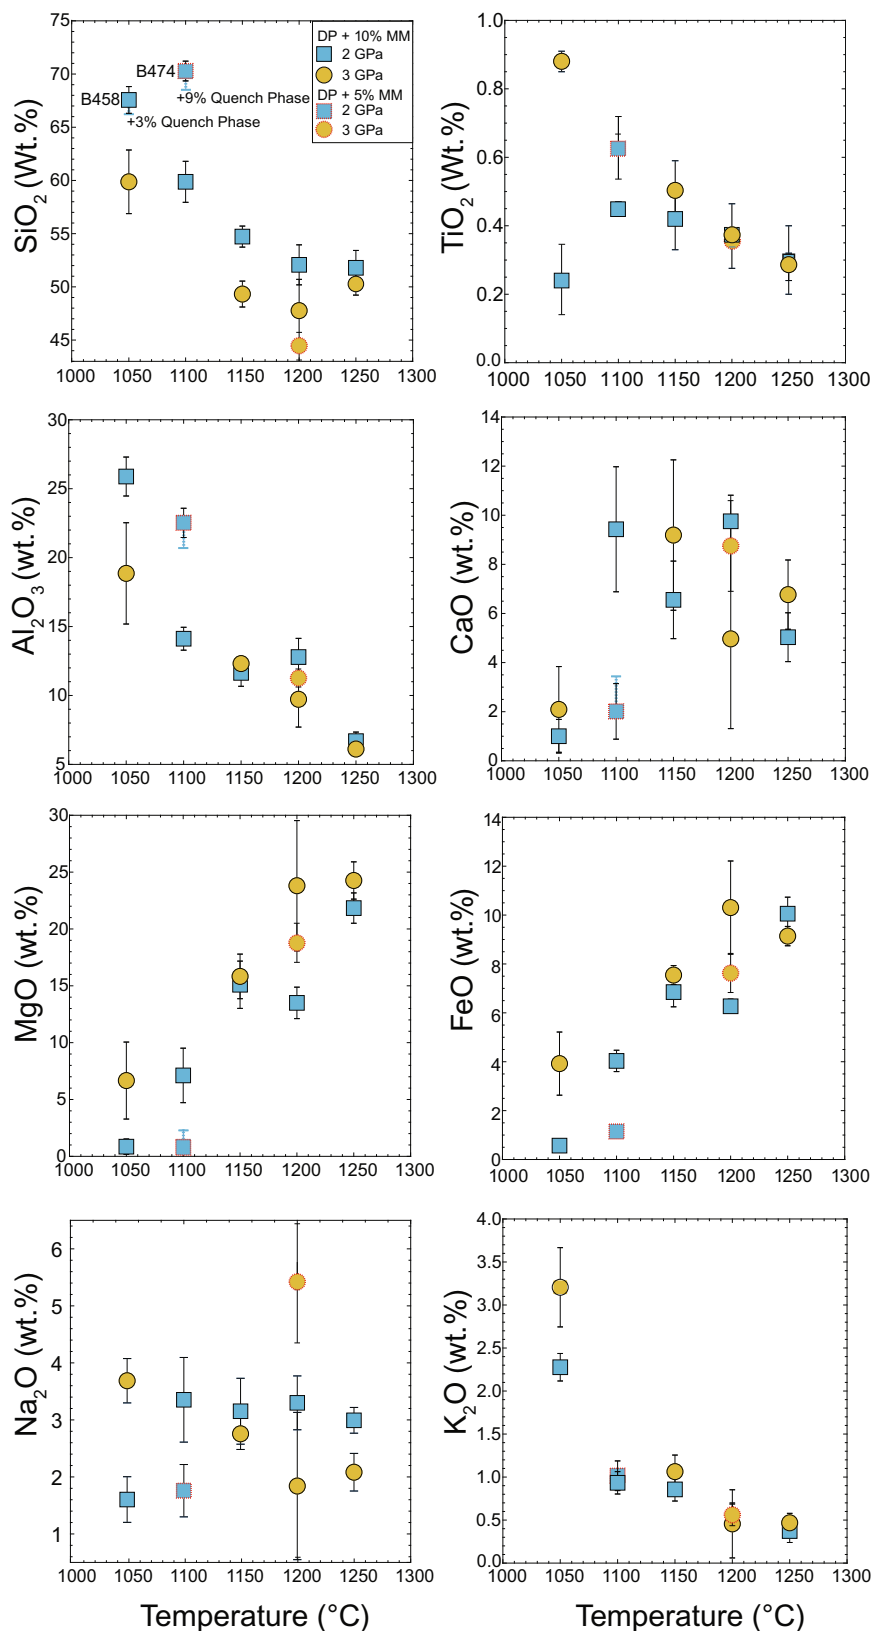 SiO2 (Wt.%)
75
70
65
60
55
50
45
1000 1050 1100 1150 1200 1250 1300
B458
B474
+9% Quench Phase
+3% Quench Phase
DP + 10% MM
2 GPa
3 GPa
DP + 5% MM
2 GPa
3 GPa
TiO2 (Wt.%)
1.0
0.8
0.6
0.4
0.2
0.0
1000 1050 1100 1150 1200 1250 1300
Al2O3 (wt.%)
30
25
20
15
10
5
1000 1050 1100 1150 1200 1250 1300
CaO (wt.%)
14
12
10
8
6
4
2
0
1000 1050 1100 1150 1200 1250 1300
MgO (wt.%)
30
25
20
15
10
5
0
1000 1050 1100 1150 1200 1250 1300
FeO (wt.%)
14
12
10
8
6
4
2
0
1000 1050 1100 1150 1200 1250 1300
Na2O (wt.%)
6
5
4
3
2
1
1000 1050 1100 1150 1200 1250 1300
Temperature (°C)
K2O (wt.%)
4.0
3.5
3.0
2.5
2.0
1.5
1.0
0.5
0.0
1000 1050 1100 1150 1200 1250 1300
Temperature (°C)